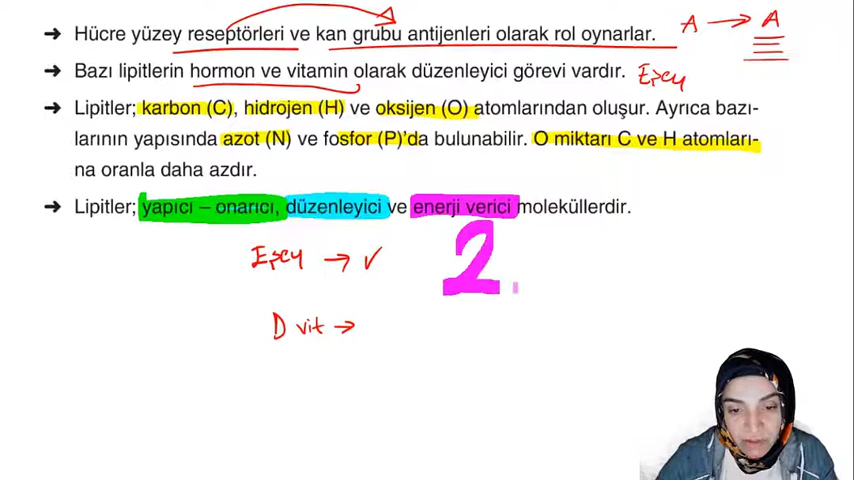 → Hücre yüzey reseptörleri ve kan grubu antijenleri olarak rol oynarlar. A → A
→ Bazı lipitlerin hormon ve vitamin olarak düzenleyici görevi vardır. Eşey
→ Lipitler; karbon (C), hidrojen (H) ve oksijen (O) atomlarından oluşur. Ayrıca bazı-
larının yapısında azot (N) ve fosfor (P)'da bulunabilir. O miktarı C ve H atomları-
na oranla daha azdır.
→ Lipitler; yapıcı – onarıcı, düzenleyici ve enerji verici moleküllerdir.
Eşey → ✓ 2.
D vit →